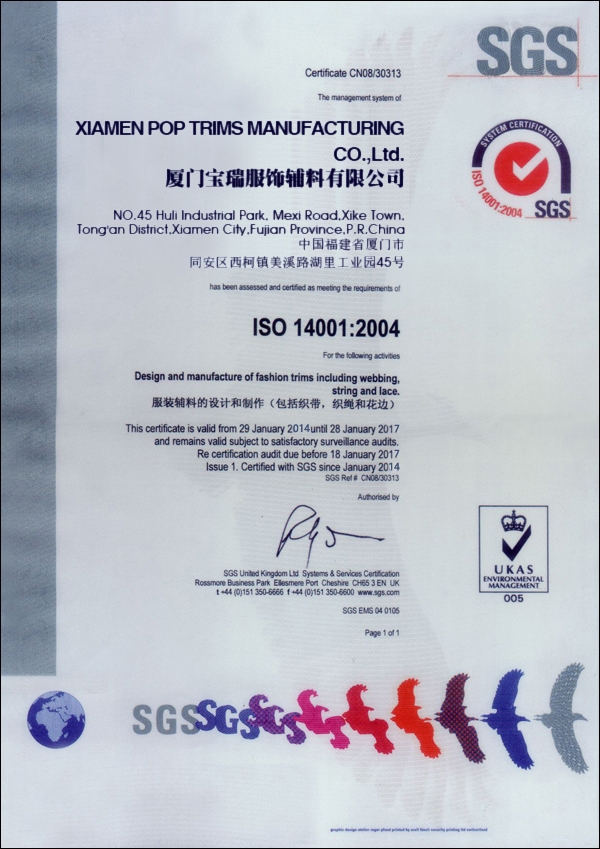 SGS
Certificate CN08/30313
The management system of
XIAMEN POP TRIMS MANUFACTURING
CO.,Ltd.
厦门宝瑞服饰辅料有限公司
SYSTEM CERTIFICATION
ISO 14001:2004
SGS
NO.45 Huli Industrial Park, Mexi Road,Xike Town,
Tong'an District,Xiamen City,Fujian Province,P.R.China
中国福建省厦门市
同安区西柯镇美溪路湖里工业园45号
has been assessed and certified as meeting the requirements of
ISO 14001:2004
For the following activities
Design and manufacture of fashion trims including webbing,
string and lace.
服装辅料的设计和制作（包括织带，织绳和花边）
This certificate is valid from 29 January 2014until 28 January 2017
and remains valid subject to satisfactory surveillance audits.
Re certification audit due before 18 January 2017
Issue 1. Certified with SGS since January 2014
SGS Ref # CN08/30313
Authorised by
SGS United Kingdom Ltd Systems & Services Certification
Rossmore Business Park Ellesmere Port Cheshire CH65 3 EN UK
t +44 (0)151 350-6666 f +44 (0)151 350-6600 www.sgs.com
SGS EMS 04 0105
Page 1 of 1
UKAS
ENVIRONMENTAL
MANAGEMENT
005
SGS SGS SGS SGS